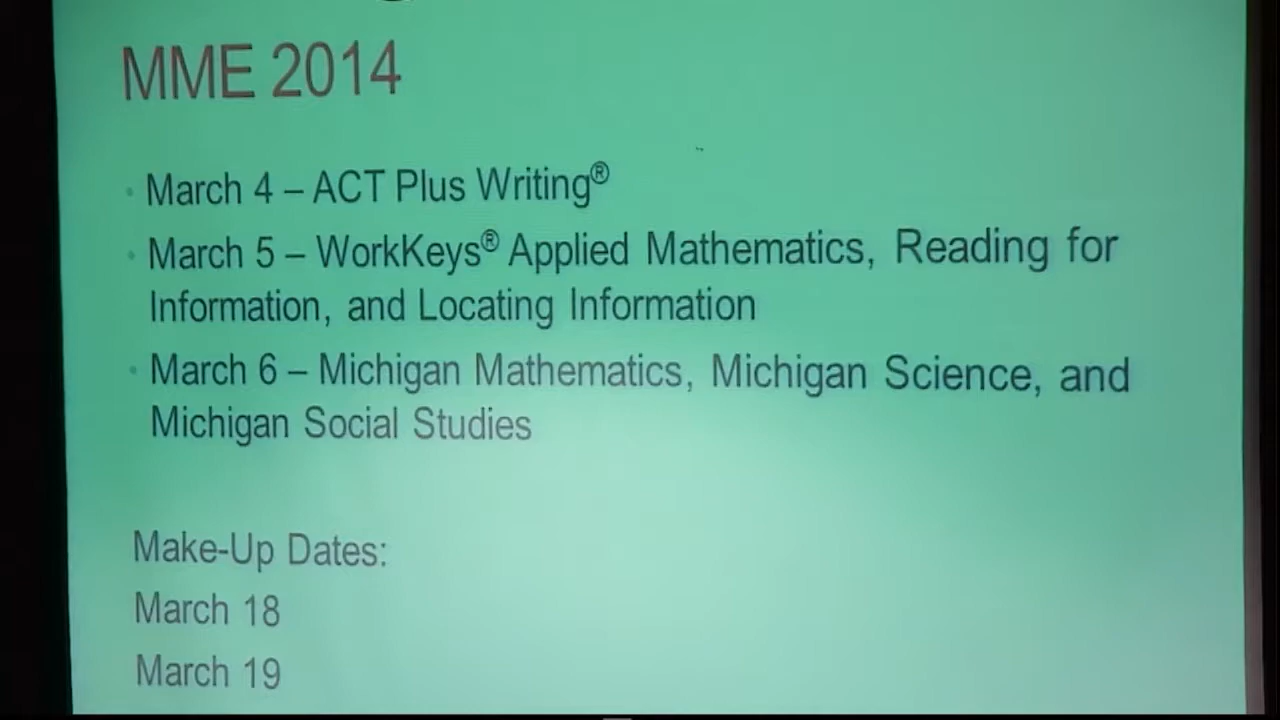 MME 2014
• March 4 – ACT Plus Writing®
• March 5 – WorkKeys® Applied Mathematics, Reading for
Information, and Locating Information
• March 6 – Michigan Mathematics, Michigan Science, and
Michigan Social Studies
Make-Up Dates:
March 18
March 19